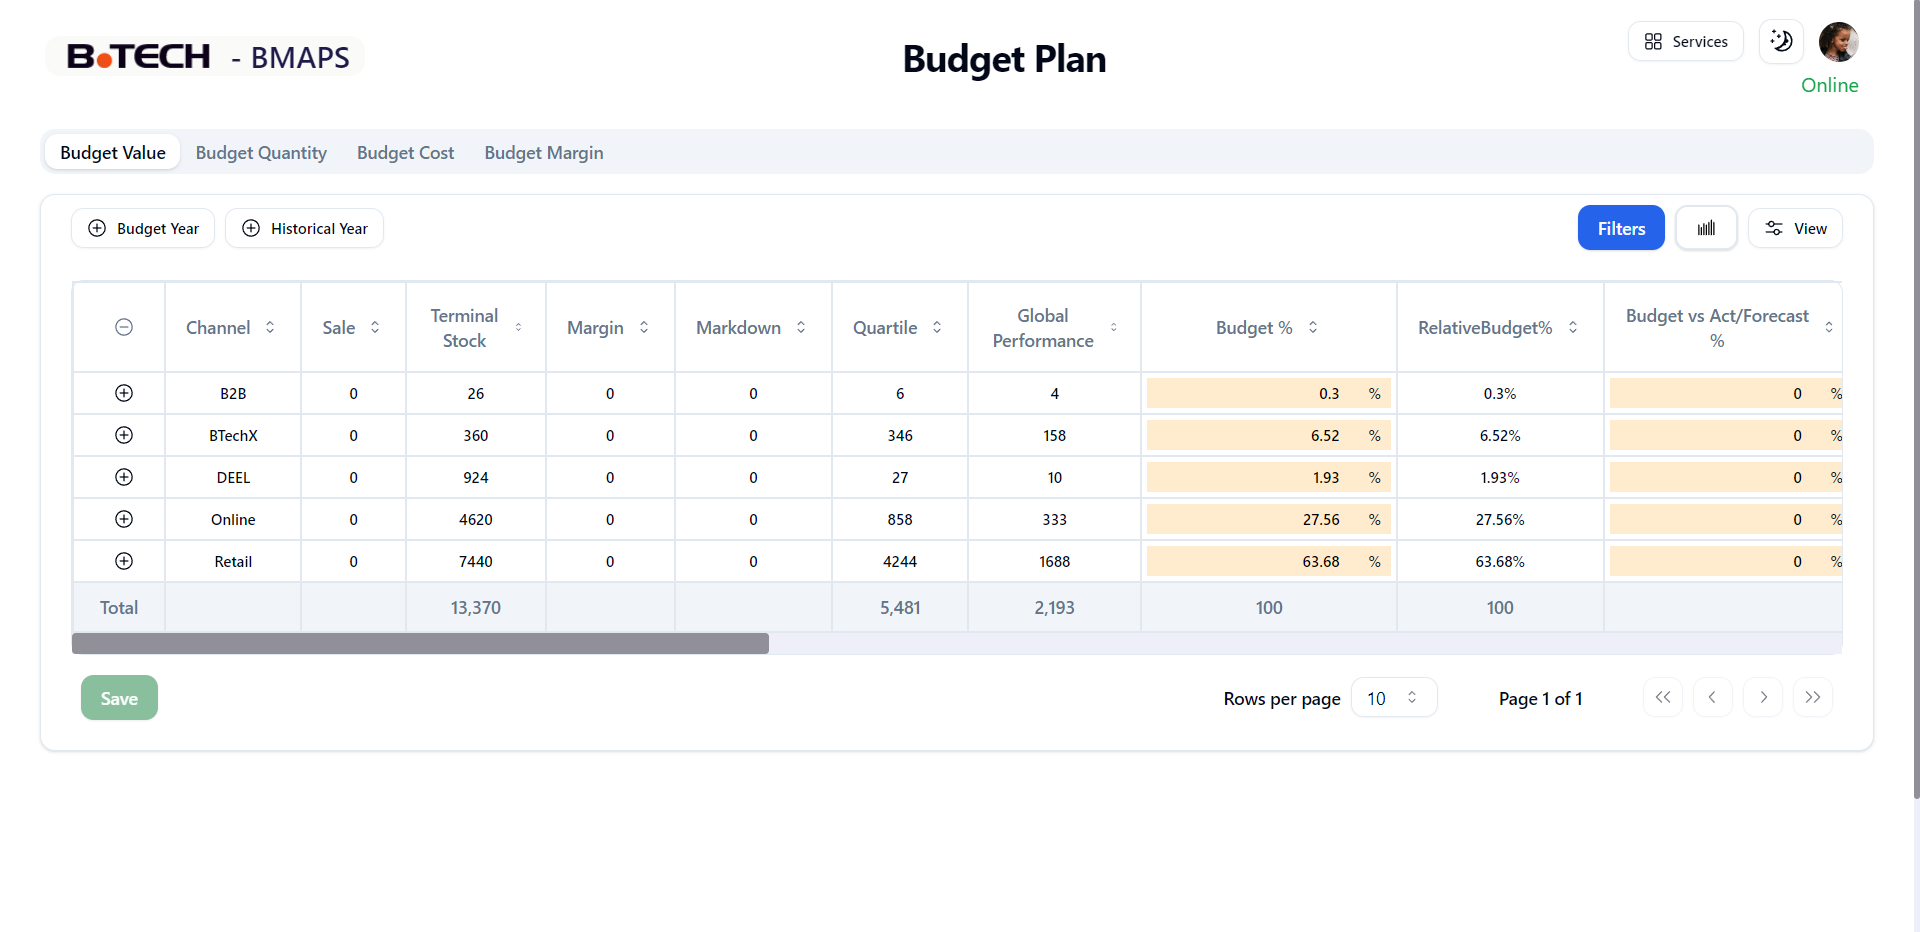 B.TECH - BMAPS
Budget Plan
Services
Online
Budget Value Budget Quantity Budget Cost Budget Margin
Budget Year Historical Year Filters View
Channel Sale Terminal Stock Margin Markdown Quartile Global Performance Budget % RelativeBudget% Budget vs Act/Forecast %
B2B 0 26 0 0 6 4 0.3 % 0.3% 0 %
BTechX 0 360 0 0 346 158 6.52 % 6.52% 0 %
DEEL 0 924 0 0 27 10 1.93 % 1.93% 0 %
Online 0 4620 0 0 858 333 27.56 % 27.56% 0 %
Retail 0 7440 0 0 4244 1688 63.68 % 63.68% 0 %
Total 13,370 5,481 2,193 100 100
Save Rows per page 10 Page 1 of 1